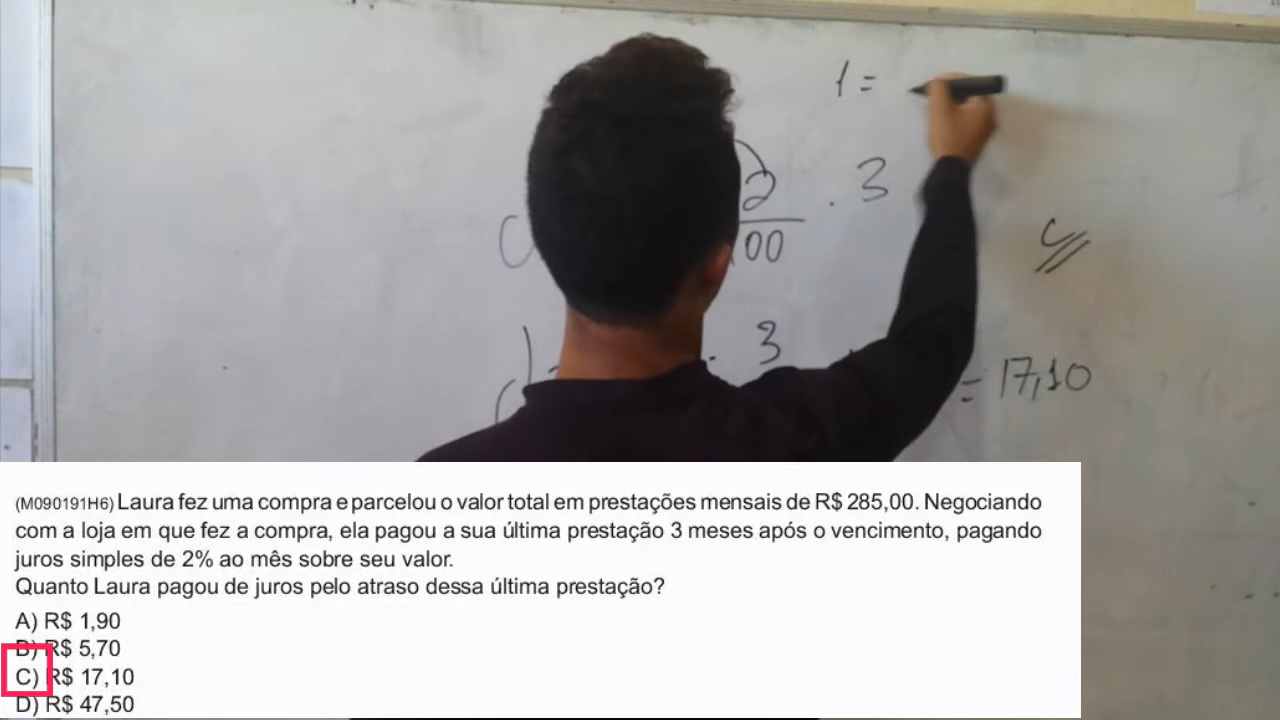 1 =
2 . 3
00
. 3
= 17,10
(M090191H6) Laura fez uma compra e parcelou o valor total em prestações mensais de R$ 285,00. Negociando
com a loja em que fez a compra, ela pagou a sua última prestação 3 meses após o vencimento, pagando
juros simples de 2% ao mês sobre seu valor.
Quanto Laura pagou de juros pelo atraso dessa última prestação?
A) R$ 1,90
B) R$ 5,70
C) R$ 17,10
D) R$ 47,50